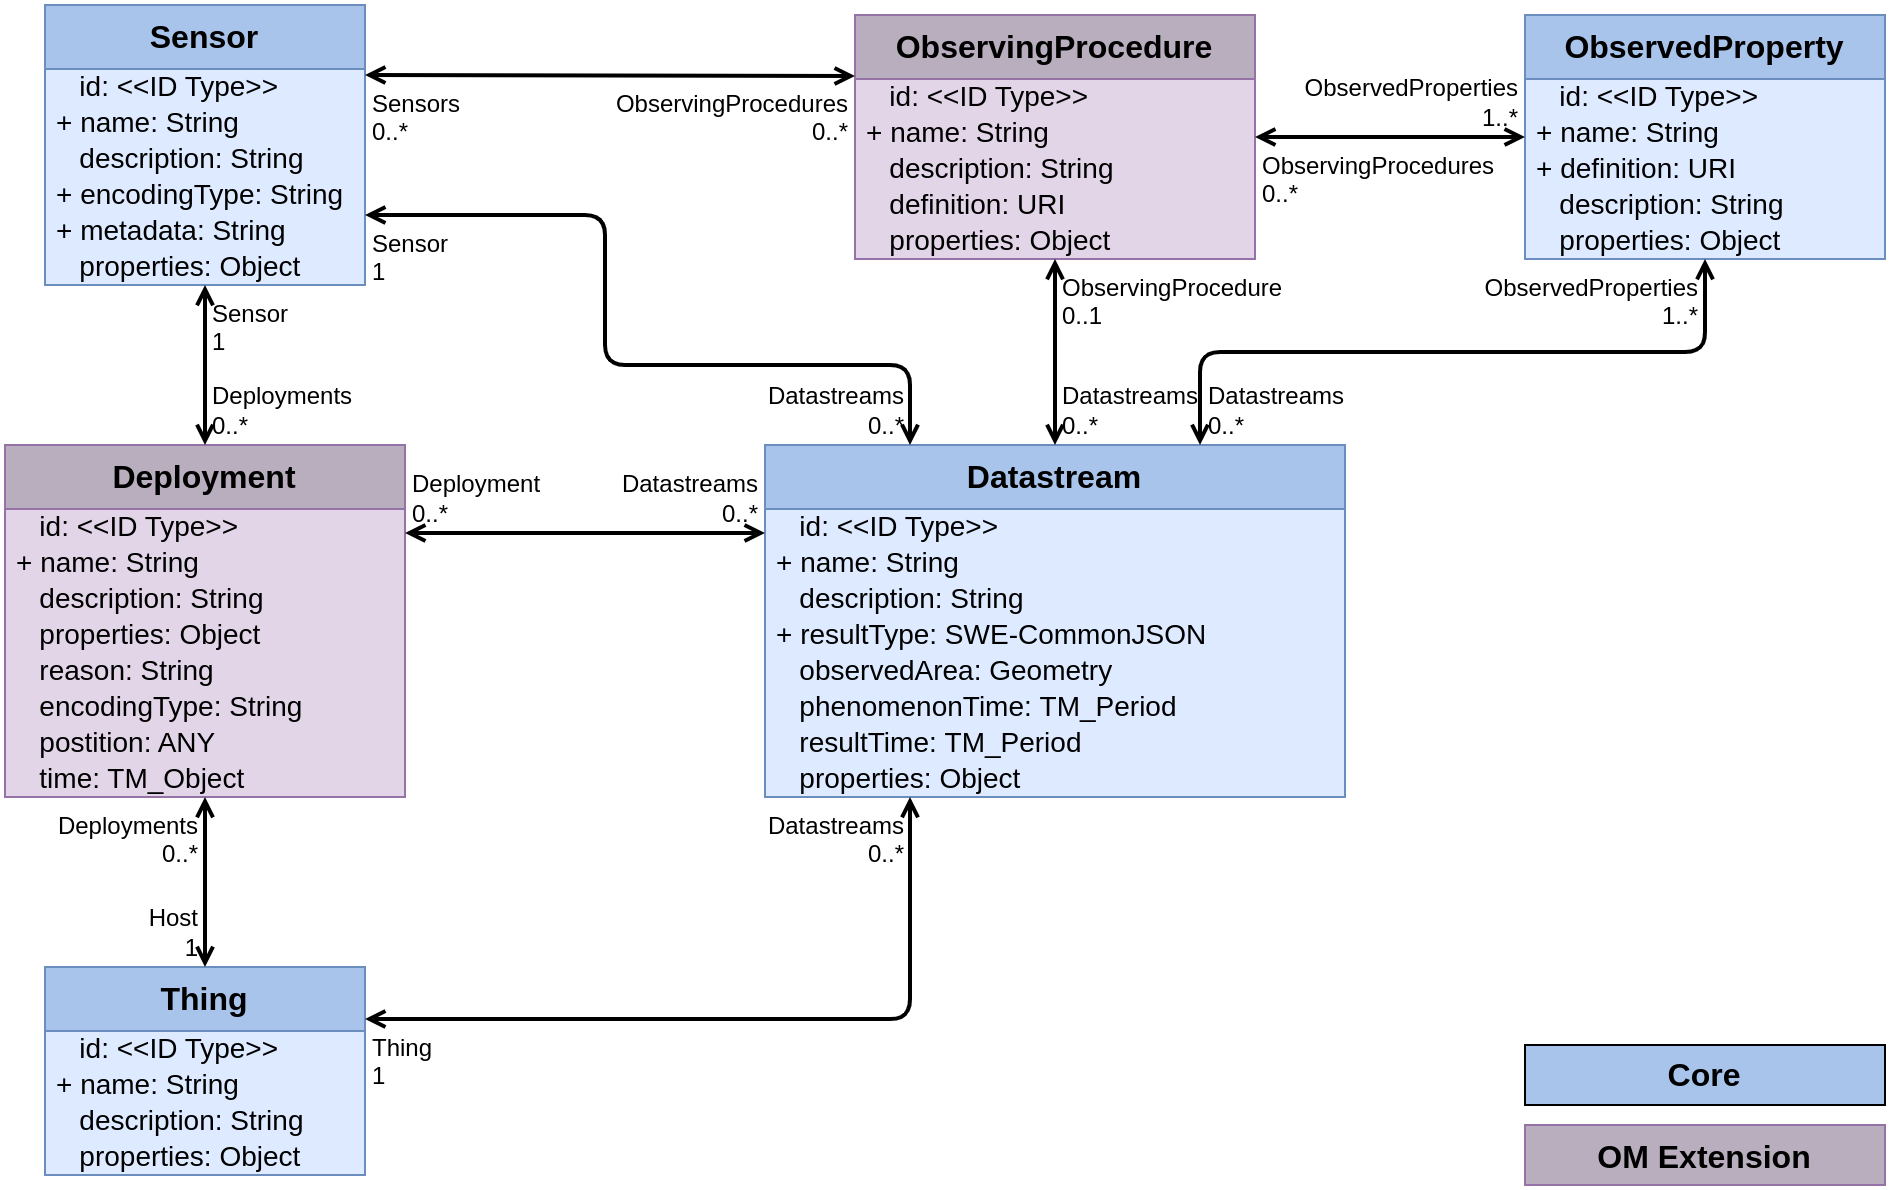 Sensor
id: <<ID Type>>
+ name: String
description: String
+ encodingType: String
+ metadata: String
properties: Object
Sensors
0..*
ObservingProcedures
0..*
ObservingProcedure
id: <<ID Type>>
+ name: String
description: String
definition: URI
properties: Object
ObservedProperties
1..*
ObservingProcedures
0..*
ObservedProperty
id: <<ID Type>>
+ name: String
+ definition: URI
description: String
properties: Object
Sensor
1
Sensor
1
Deployments
0..*
Datastreams
0..*
ObservingProcedure
0..1
Datastreams
0..*
ObservedProperties
1..*
Datastreams
0..*
Deployment
id: <<ID Type>>
+ name: String
description: String
properties: Object
reason: String
encodingType: String
postition: ANY
time: TM_Object
Deployment
0..*
Datastreams
0..*
Datastream
id: <<ID Type>>
+ name: String
description: String
+ resultType: SWE-CommonJSON
observedArea: Geometry
phenomenonTime: TM_Period
resultTime: TM_Period
properties: Object
Deployments
0..*
Host
1
Datastreams
0..*
Thing
id: <<ID Type>>
+ name: String
description: String
properties: Object
Thing
1
Core
OM Extension